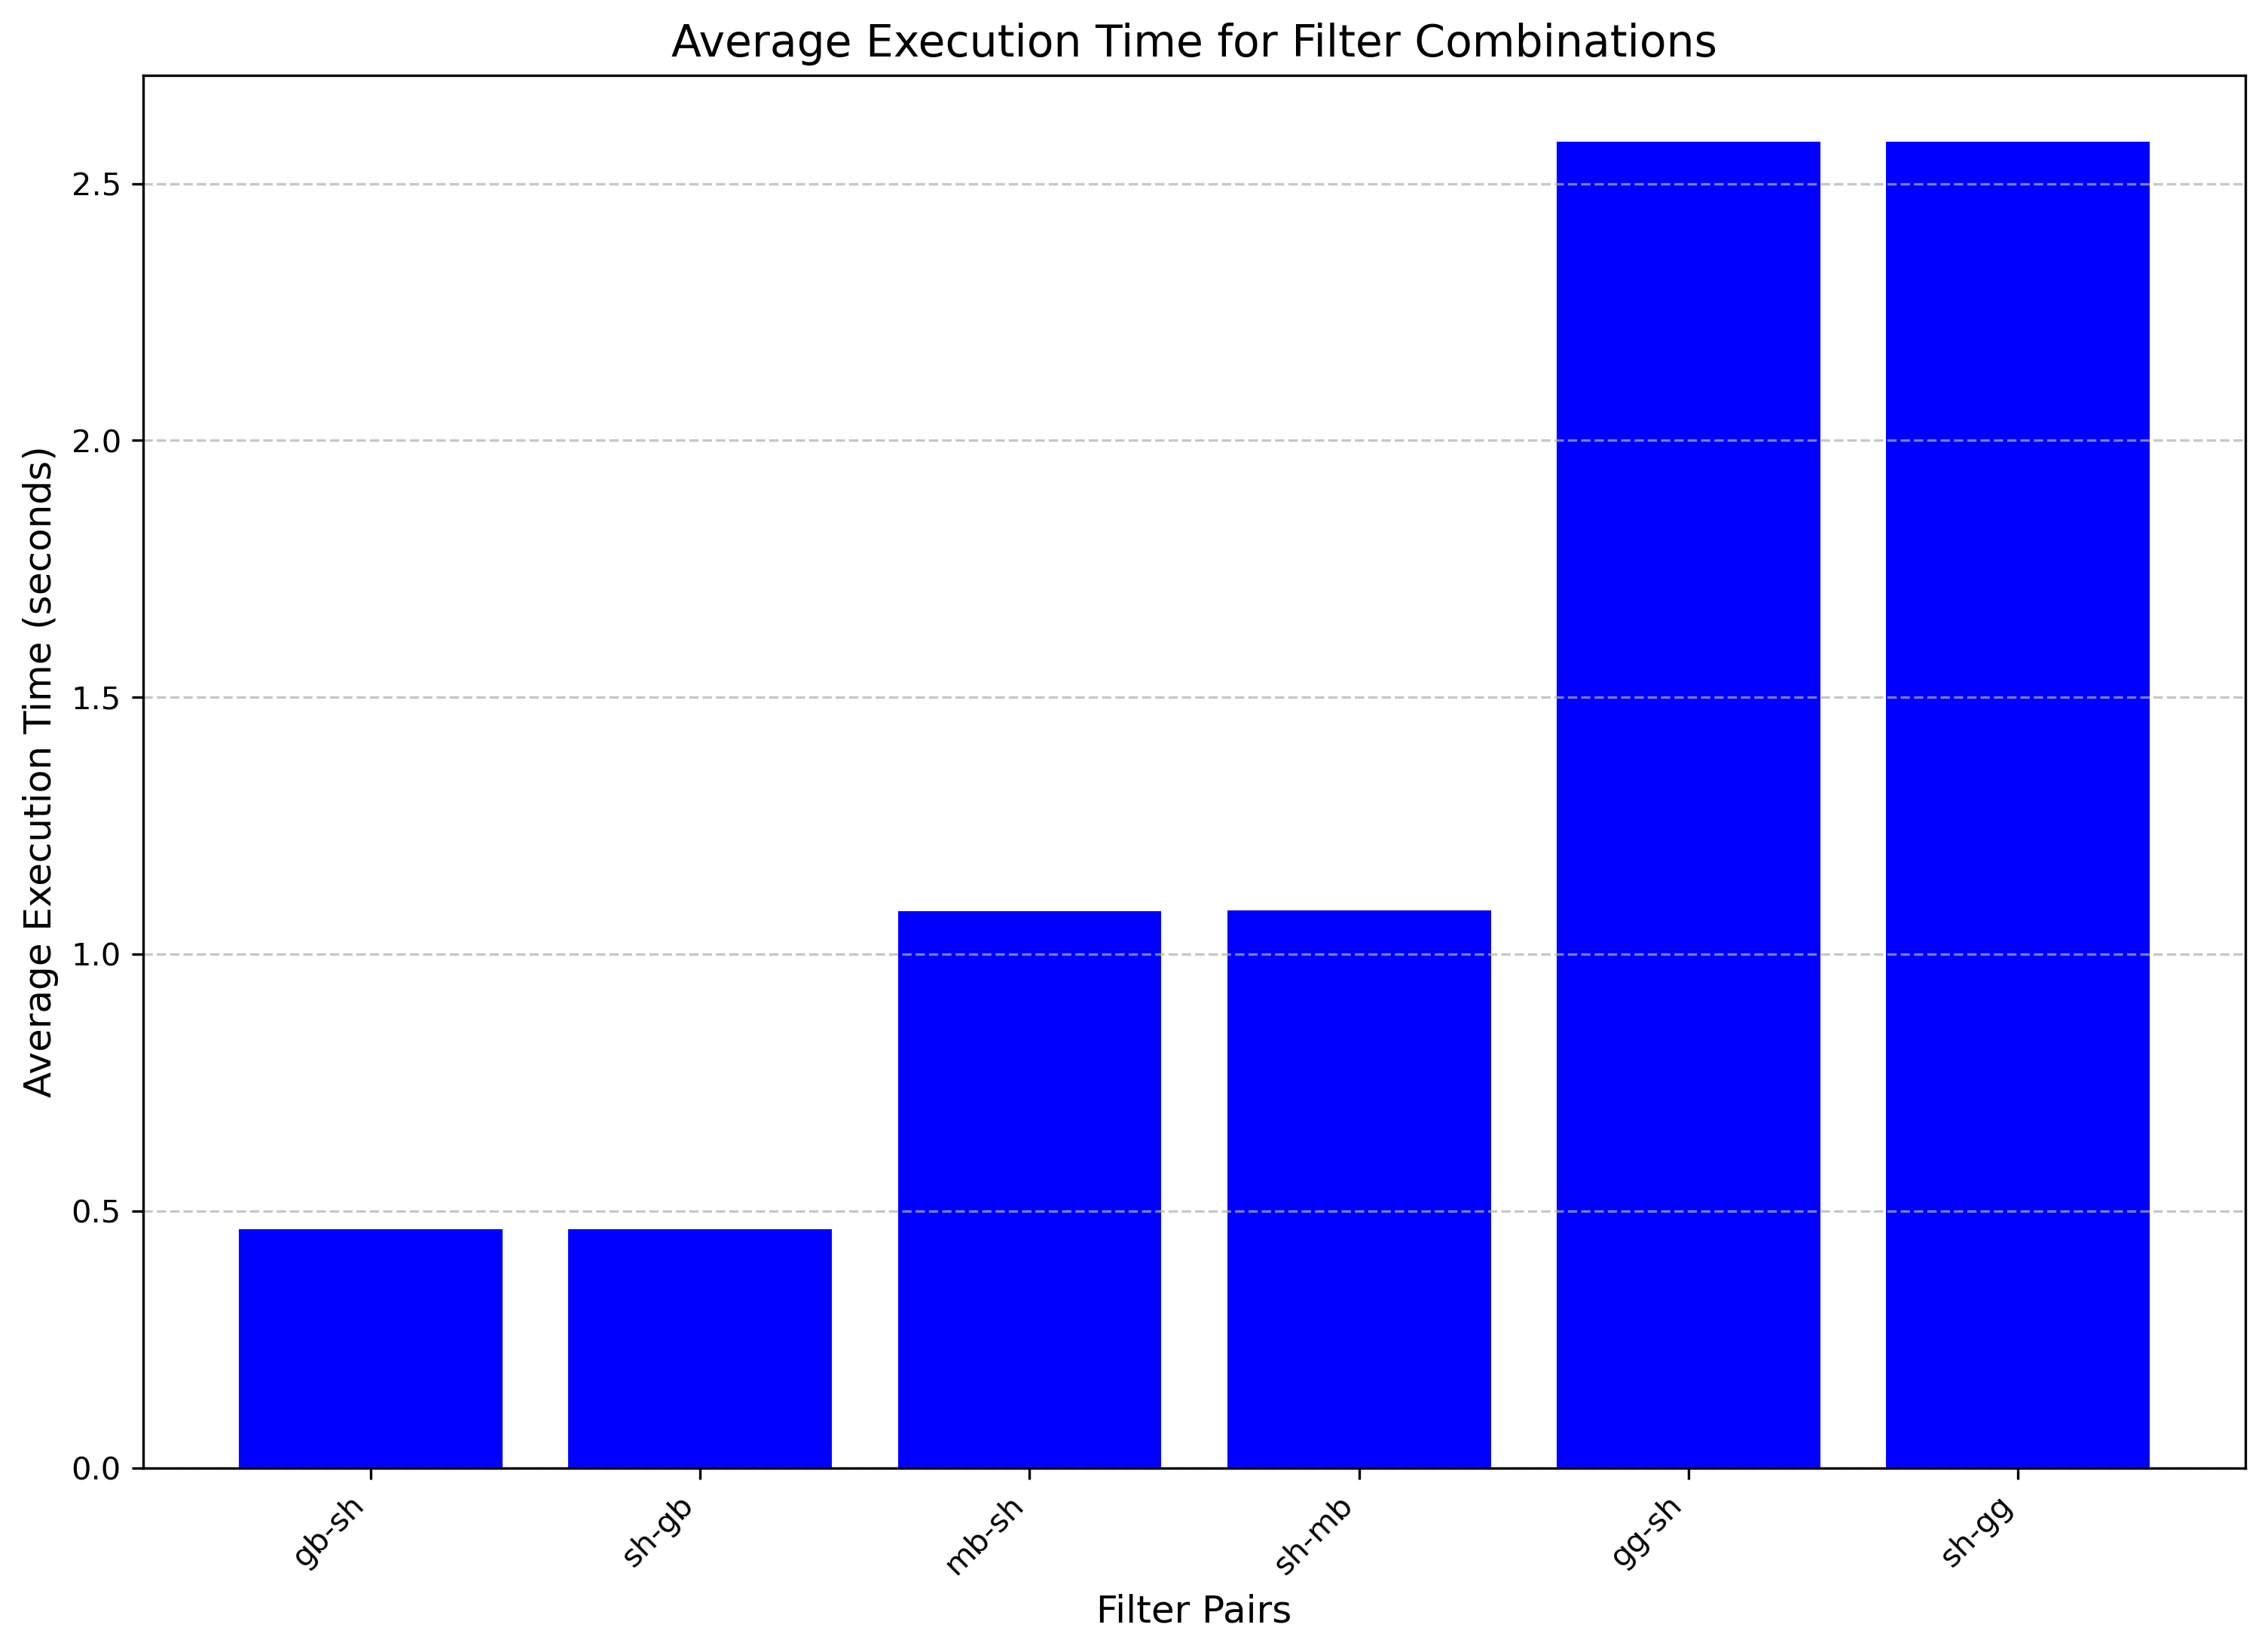 Average Execution Time for Filter Combinations
Average Execution Time (seconds)
2.5
2.0
1.5
1.0
0.5
0.0
gb-sh
sh-gb
mb-sh
sh-mb
gg-sh
sh-gg
Filter Pairs